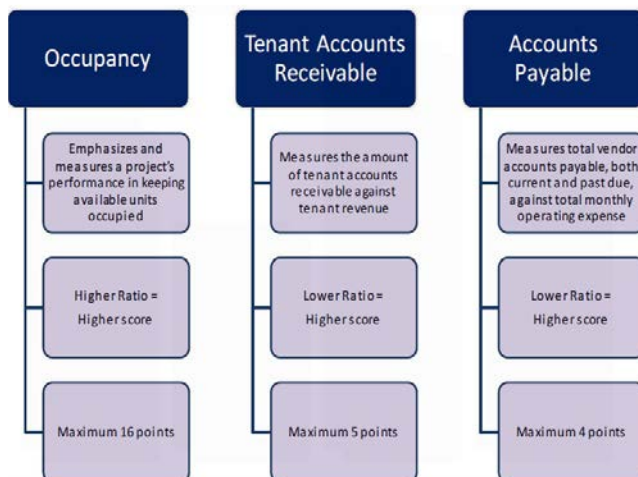 Occupancy
Emphasizes and
measures a project's
performance in keeping
available units
occupied
Higher Ratio =
Higher score
Maximum 16 points
Tenant Accounts
Receivable
Measures the amount
of tenant accounts
receivable against
tenant revenue
Lower Ratio =
Higher score
Maximum 5 points
Accounts
Payable
Measures total vendor
accounts payable, both
current and past due,
against total monthly
operating expense
Lower Ratio =
Higher score
Maximum 4 points